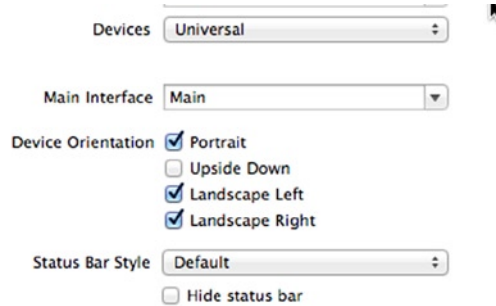 Devices Universal
Main Interface Main
Device Orientation Portrait
Upside Down
Landscape Left
Landscape Right
Status Bar Style Default
Hide status bar